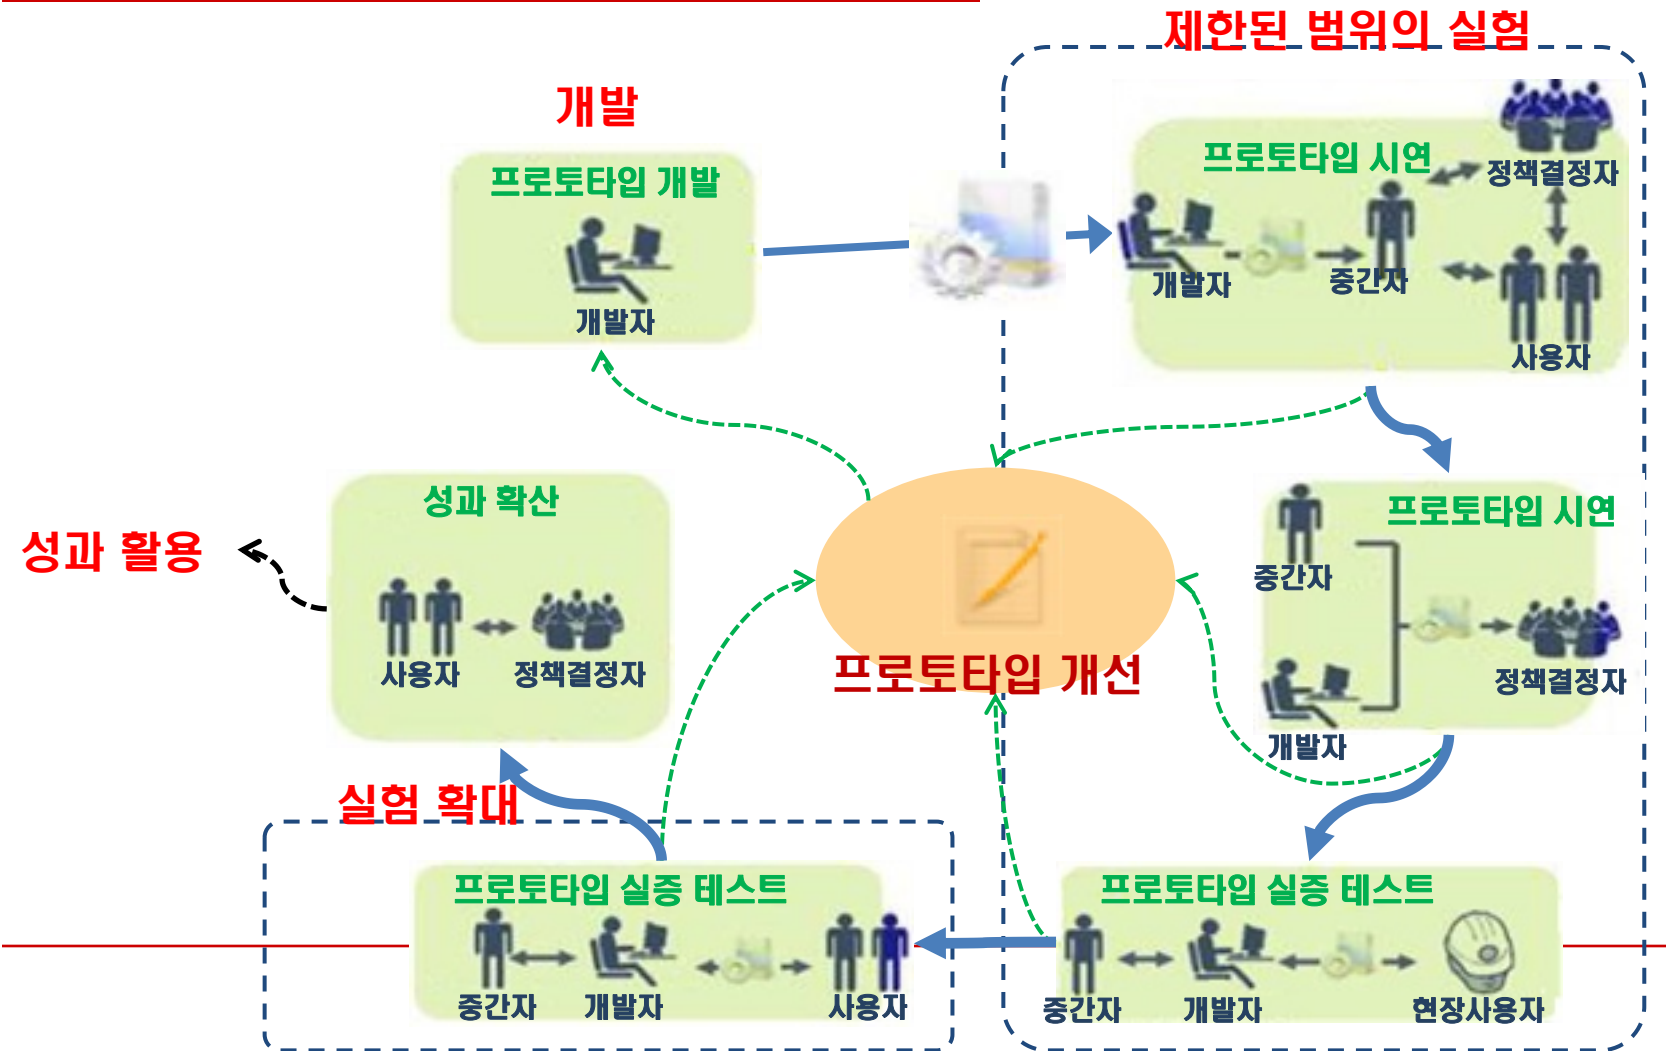 제한된 범위의 실험
개발
프로토타입 개발
개발자
프로토타입 시연
정책결정자
개발자
중간자
사용자
성과 확산
사용자
정책결정자
성과 활용
프로토타입 개선
프로토타입 시연
중간자
정책결정자
개발자
실험 확대
프로토타입 실증 테스트
중간자
개발자
사용자
프로토타입 실증 테스트
중간자
개발자
현장사용자